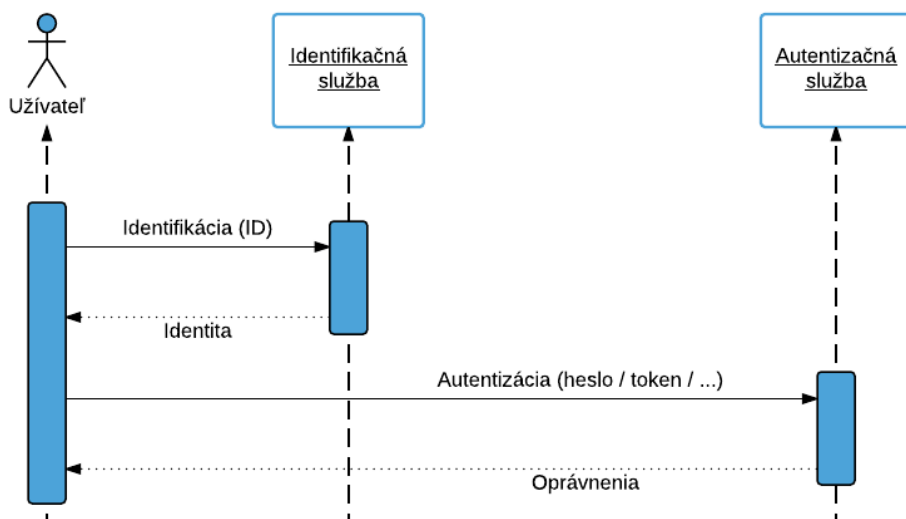 Užívateľ
Identifikačná
služba
Autentizačná
služba
Identifikácia (ID)
Identita
Autentizácia (heslo / token / ...)
Oprávnenia